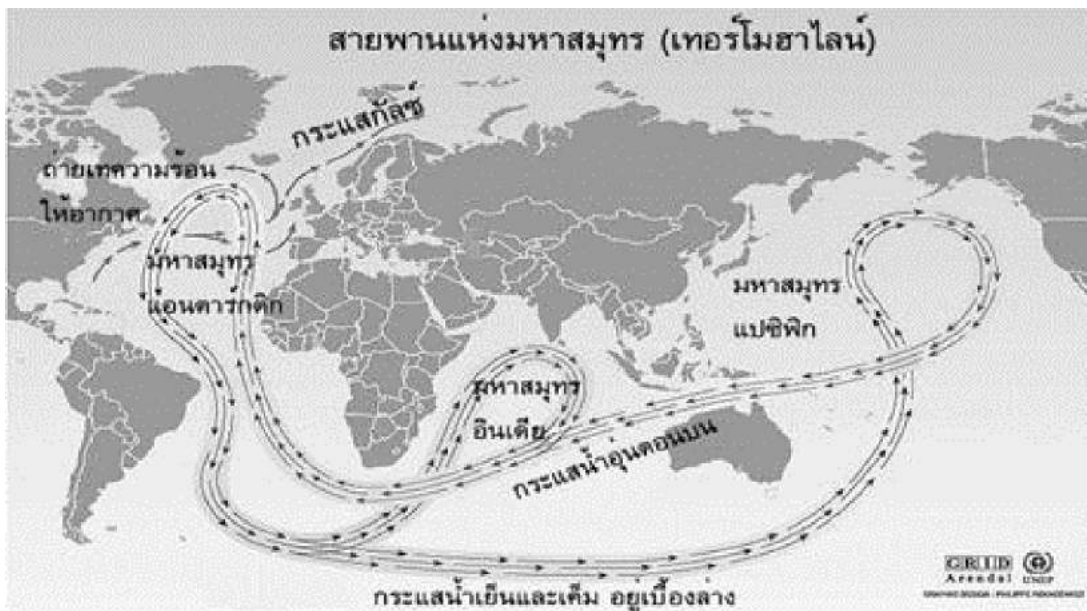 สายพานแห่งมหาสมุทร (เทอร์โมฮาไลน์)
กระแสกัลซ์
ถ่ายเทความร้อน
ให้อากาศ
มหาสมุทร
แอนตาร์กติก
มหาสมุทร
แปซิฟิก
มหาสมุทร
อินเดีย
กระแสน้ำอุ่นตอนบน
กระแสน้ำเย็นและเค็ม อยู่เบื้องล่าง
GRID
Arendal UNEP
GRAPHIC DESIGN : PHILIPPE REKACEWICZ